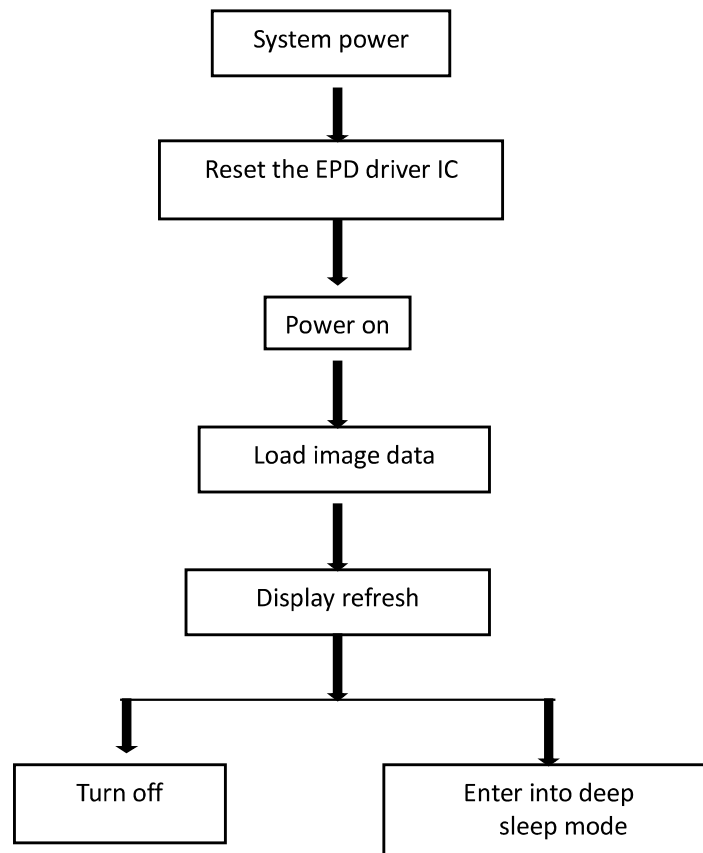 System power
Reset the EPD driver IC
Power on
Load image data
Display refresh
Turn off
Enter into deep
sleep mode